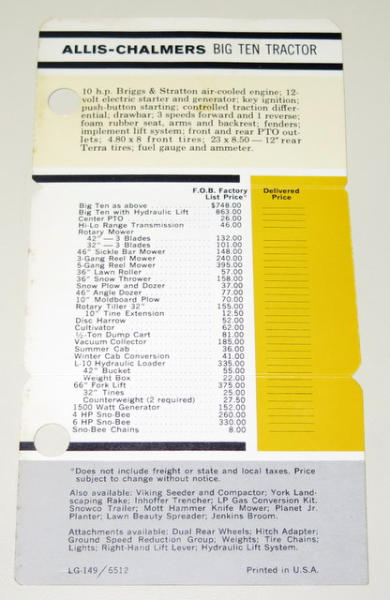 ALLIS-CHALMERS BIG TEN TRACTOR
10 h.p. Briggs & Stratton air-cooled engine; 12-
volt electric starter and generator; key ignition;
push-button starting; controlled traction differ-
ential; drawbar; 3 speeds forward and 1 reverse;
foam rubber seat, arms and backrest; fenders;
implement lift system; front and rear PTO out-
lets; 4.80 x 8 front tires; 23 x 8.50 — 12" rear
Terra tires; fuel gauge and ammeter.
F.O.B. Factory List Price* Delivered Price
Big Ten as above $748.00
Big Ten with Hydraulic Lift 863.00
Center PTO 26.00
Hi-Lo Range Transmission 46.00
Rotary Mower
42" — 3 Blades 132.00
32" — 3 Blades 101.00
46" Sickle Bar Mower 148.00
3-Gang Reel Mower 240.00
5-Gang Reel Mower 395.00
36" Lawn Roller 57.00
36" Snow Thrower 158.00
Snow Plow and Dozer 37.00
46" Angle Dozer 77.00
10" Moldboard Plow 70.00
Rotary Tiller 32" 155.00
10" Tine Extension 12.50
Disc Harrow 52.00
Cultivator 62.00
½-Ton Dump Cart 81.00
Vacuum Collector 185.00
Summer Cab 36.00
Winter Cab Conversion 41.00
L-10 Hydraulic Loader 335.00
42" Bucket 55.00
Weight Box 22.00
66" Fork Lift 375.00
32" Tines 25.00
Counterweight (2 required) 27.50
1500 Watt Generator 152.00
4 HP Sno-Bee 260.00
6 HP Sno-Bee 330.00
Sno-Bee Chains 8.00
*Does not include freight or state and local taxes. Price
subject to change without notice.
Also available: Viking Seeder and Compactor; York Land-
scaping Rake; Inhoffer Trencher; LP Gas Conversion Kit.
Snowco Trailer; Mott Hammer Knife Mower; Planet Jr.
Planter; Lawn Beauty Spreader; Jenkins Broom.
Attachments available: Dual Rear Wheels; Hitch Adapter;
Ground Speed Reduction Group; Weights; Tire Chains;
Lights; Right-Hand Lift Lever; Hydraulic Lift System.
LG-149 / 6512 Printed in U.S.A.